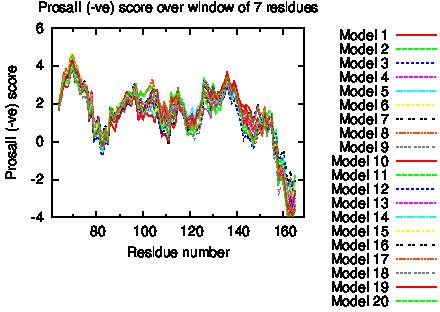 Prosall (-ve) score over window of 7 residues
Prosall (-ve) score
6
4
2
0
-2
-4
80
100
120
140
160
Residue number
Model 1
Model 2
Model 3
Model 4
Model 5
Model 6
Model 7
Model 8
Model 9
Model 10
Model 11
Model 12
Model 13
Model 14
Model 15
Model 16
Model 17
Model 18
Model 19
Model 20